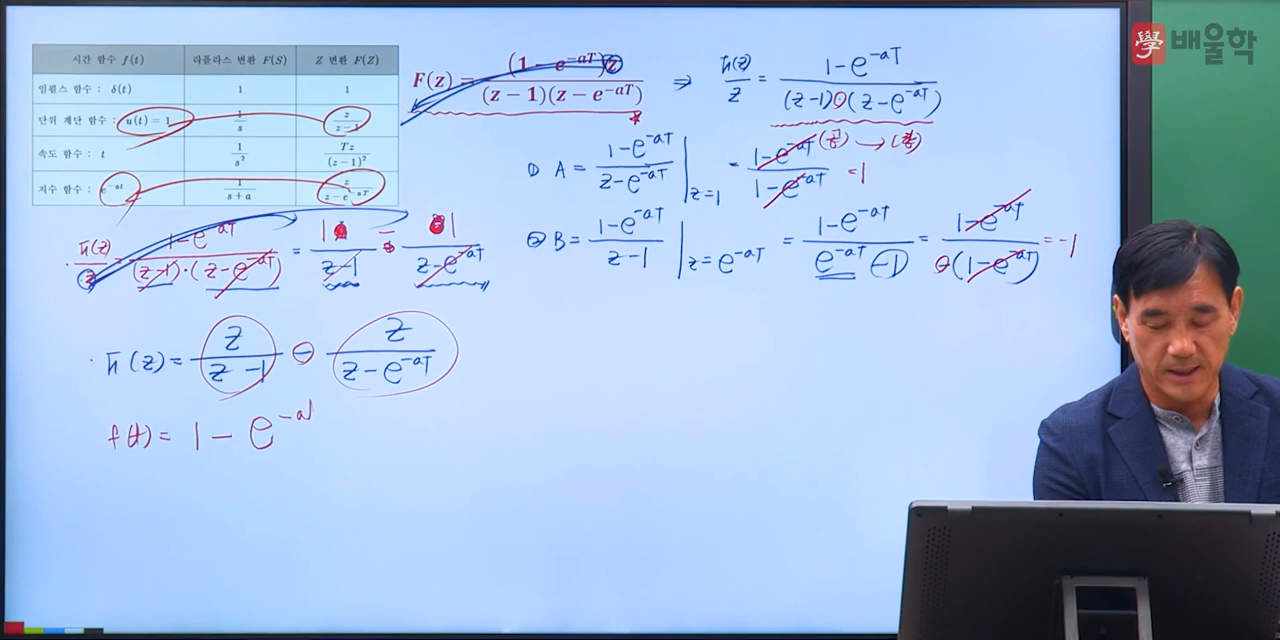 學 배울학
시간 함수 f(t) 라플라스 변환 F(S) Z 변환 F(Z)
임펄스 함수 : δ(t) 1 1
단위 계단 함수 : u(t) = 1 1/s z/(z-1)
속도 함수 : t 1/s² Tz/(z-1)²
지수 함수 : e^{-at} 1/(s+a) z/(z-e^{-aT})
F(z) = (1-e^{-aT})z / (z-1)(z-e^{-aT}) ⇒ F(z)/z = 1-e^{-aT} / (z-1)(z-e^{-aT})
① A = 1-e^{-aT} / z-e^{-aT} | z=1 = 1-e^{-aT} / 1-e^{-aT} = 1
② B = 1-e^{-aT} / z-1 | z=e^{-aT} = 1-e^{-aT} / e^{-aT}-1 = 1-e^{-aT} / -(1-e^{-aT}) = -1
· F(z)/z = 1-e^{-aT} / (z-1)·(z-e^{-aT}) = 1/(z-1) - 1/(z-e^{-aT})
· F(z) = z/(z-1) - z/(z-e^{-aT})
f(t) = 1 - e^{-at}